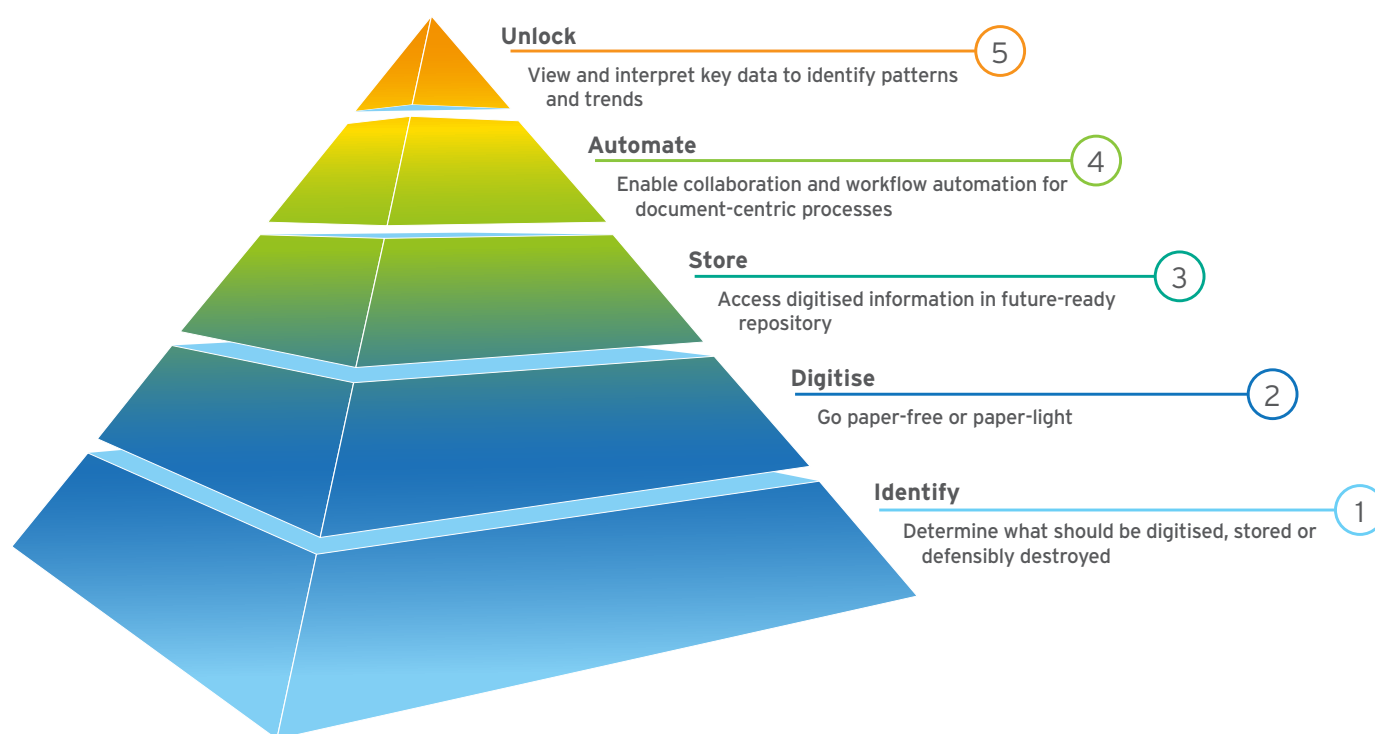 Unlock
5
View and interpret key data to identify patterns
and trends
Automate
4
Enable collaboration and workflow automation for
document-centric processes
Store
3
Access digitised information in future-ready
repository
Digitise
2
Go paper-free or paper-light
Identify
1
Determine what should be digitised, stored or
defensibly destroyed